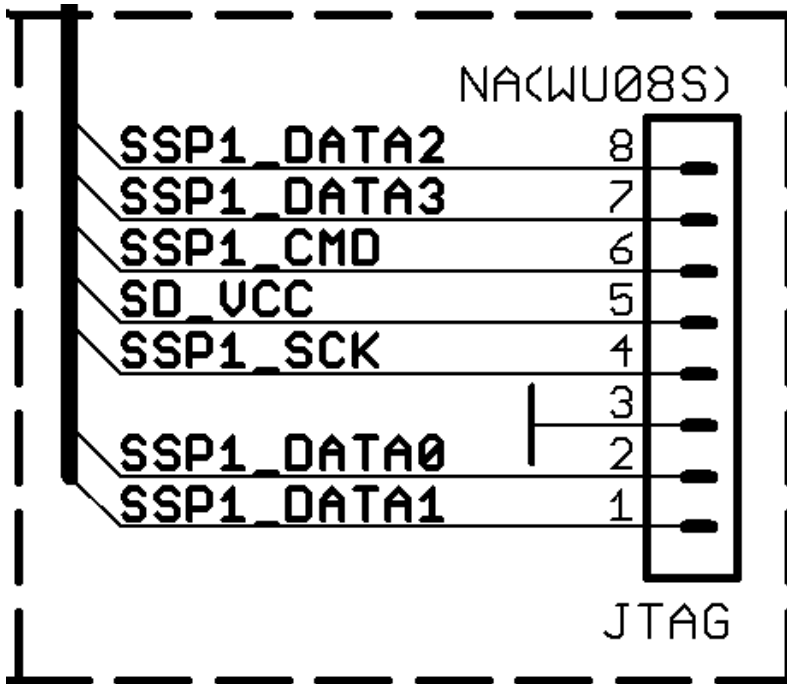 NA(WU08S)
SSP1_DATA2 8
SSP1_DATA3 7
SSP1_CMD 6
SD_VCC 5
SSP1_SCK 4
3
SSP1_DATA0 2
SSP1_DATA1 1
JTAG